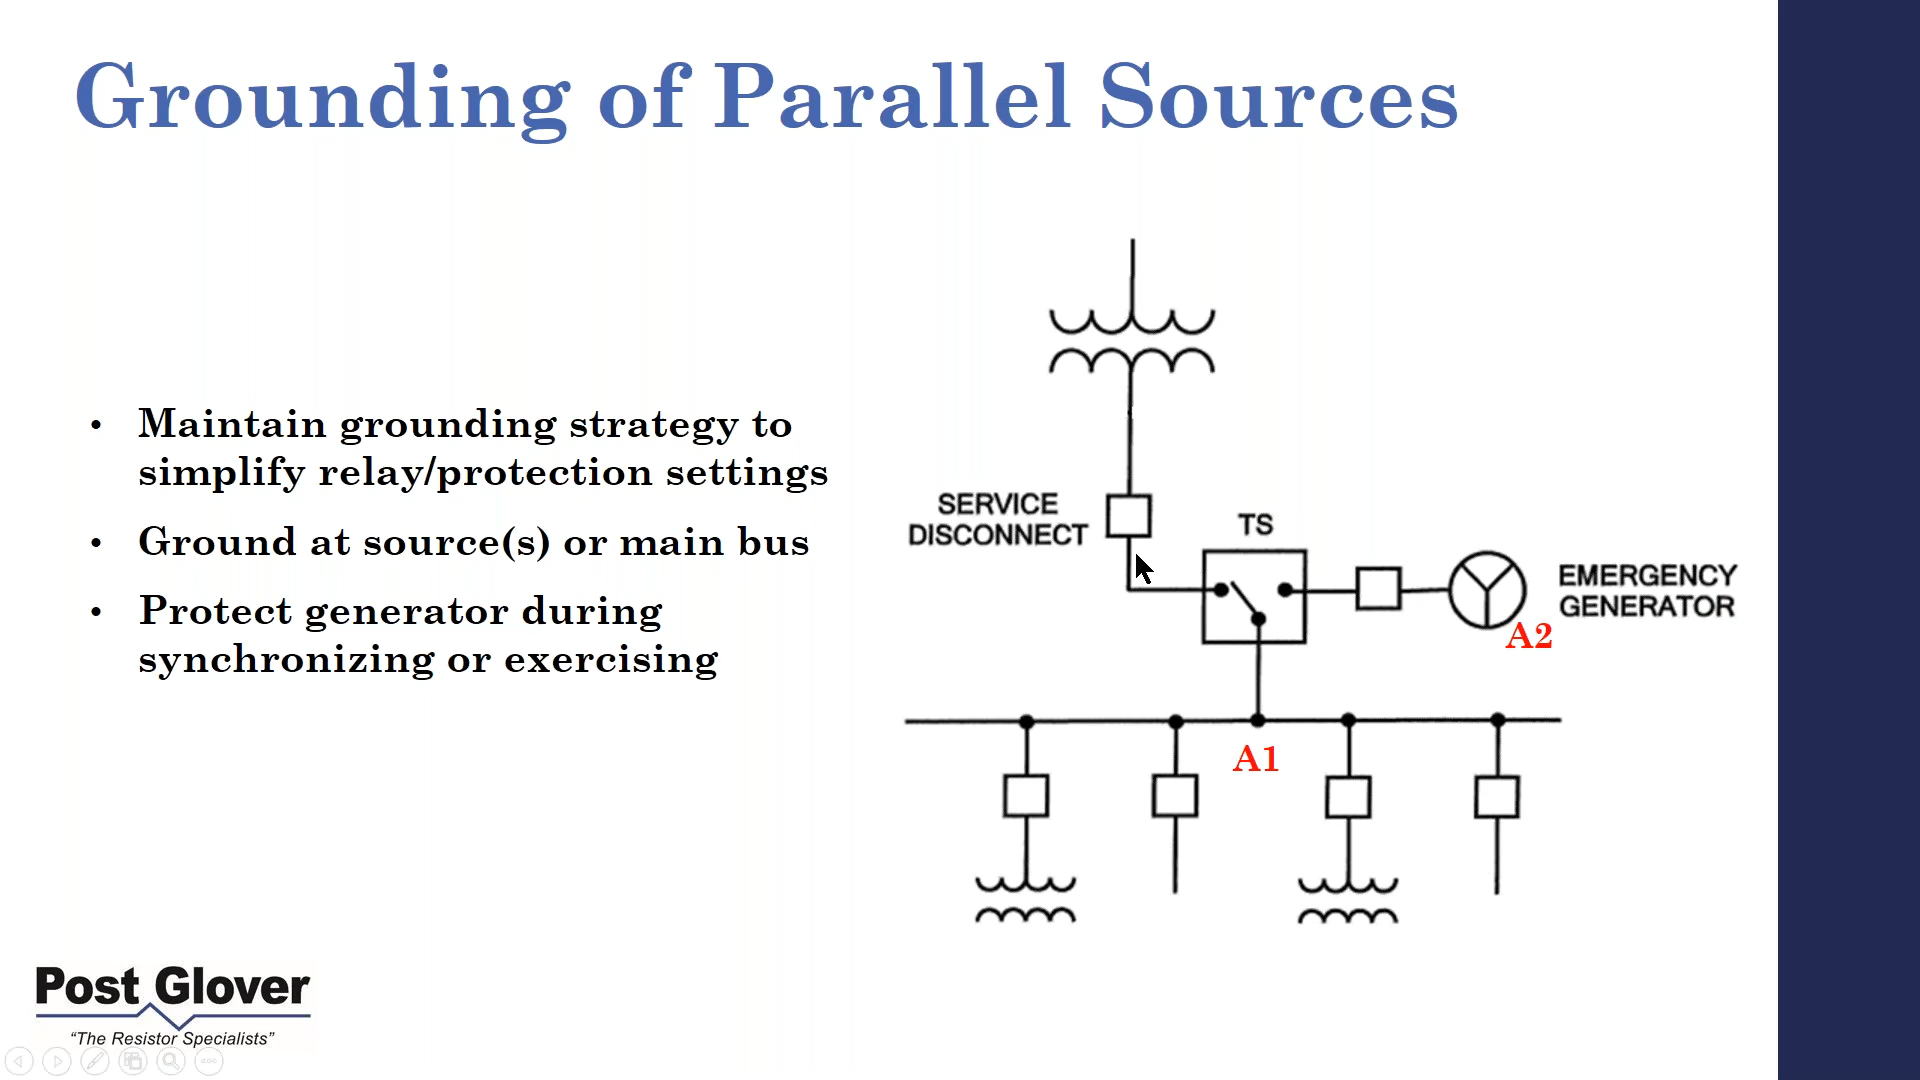 Grounding of Parallel Sources
• Maintain grounding strategy to
simplify relay/protection settings
• Ground at source(s) or main bus
• Protect generator during
synchronizing or exercising
SERVICE
DISCONNECT
TS
EMERGENCY
GENERATOR
A2
A1
Post Glover
“The Resistor Specialists”